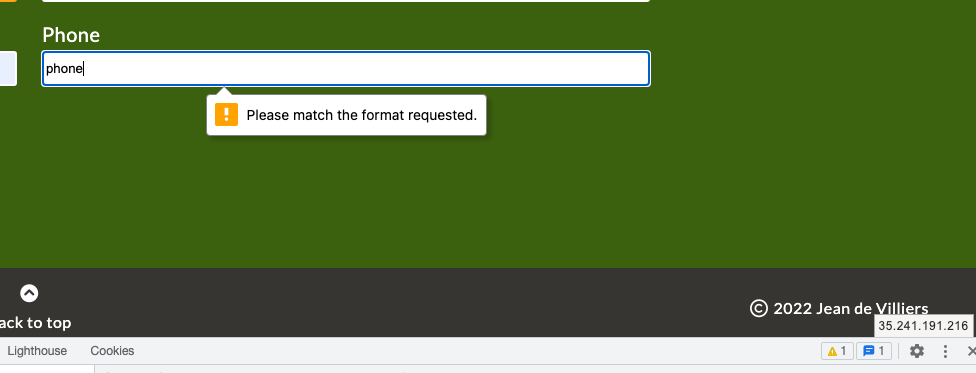 Phone
phone
Please match the format requested.
© 2022 Jean de Villiers
ack to top
35.241.191.216
Lighthouse Cookies 1 1